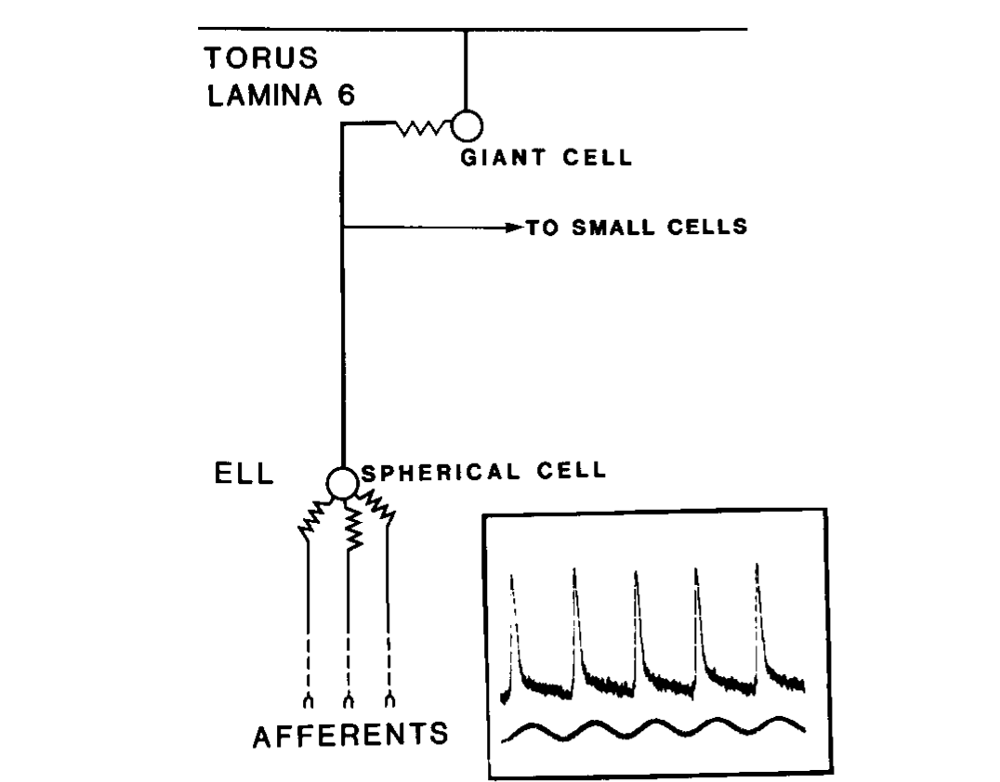 TORUS
LAMINA 6
GIANT CELL
TO SMALL CELLS
ELL
SPHERICAL CELL
AFFERENTS